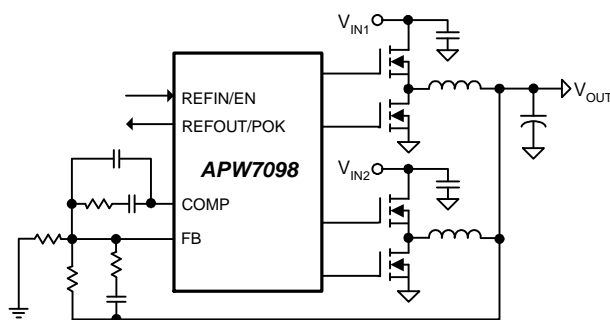 V_IN1
REFIN/EN
REFOUT/POK
V_OUT
APW7098
V_IN2
COMP
FB